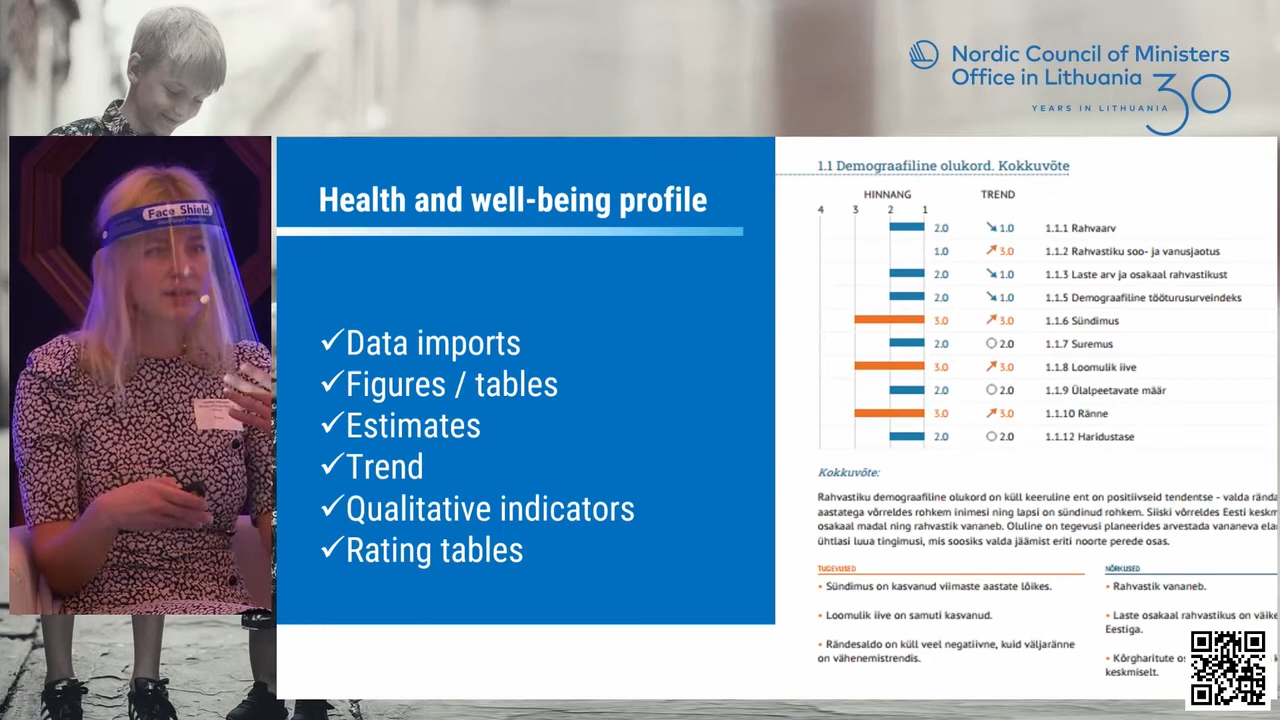 Nordic Council of Ministers
Office in Lithuania
30
YEARS IN LITHUANIA
Face Shield
Health and well-being profile
✓Data imports
✓Figures / tables
✓Estimates
✓Trend
✓Qualitative indicators
✓Rating tables
1.1 Demograafiline olukord. Kokkuvõte
HINNANG TREND
4 3 2 1
2.0 ↘ 1.0 1.1.1 Rahvaarv
1.0 ↗ 3.0 1.1.2 Rahvastiku soo- ja vanusjaotus
2.0 ↘ 1.0 1.1.3 Laste arv ja osakaal rahvastikust
2.0 ↘ 1.0 1.1.5 Demograafiline tööturusurveindeks
3.0 ↗ 3.0 1.1.6 Sündimus
2.0 2.0 1.1.7 Suremus
3.0 ↗ 3.0 1.1.8 Loomulik iive
2.0 2.0 1.1.9 Ülalpeetavate määr
3.0 ↗ 3.0 1.1.10 Ränne
2.0 2.0 1.1.12 Haridustase
Kokkuvõte:
Rahvastiku demograafiline olukord on küll keeruline ent on positiivseid tendentse - valda rända
aastatega võrreldes rohkem inimesi ning lapsi on sündinud rohkem. Siiski võrreldes Eesti keskm
osakaal madal ning rahvastik vananeb. Oluline on tegevusi planeerides arvestada vananeva ela
ühtlasi luua tingimusi, mis soosiks valda jäämist eriti noorte perede osas.
TUGEVUSED
• Sündimus on kasvanud viimaste aastate lõikes.
• Loomulik iive on samuti kasvanud.
• Rändesaldo on küll veel negatiivne, kuid väljaränne
on vähenemistrendis.
NÕRKUSED
• Rahvastik vananeb.
• Laste osakaal rahvastikus on väike
Eestiga.
• Kõrgharitute os
keskmiselt.